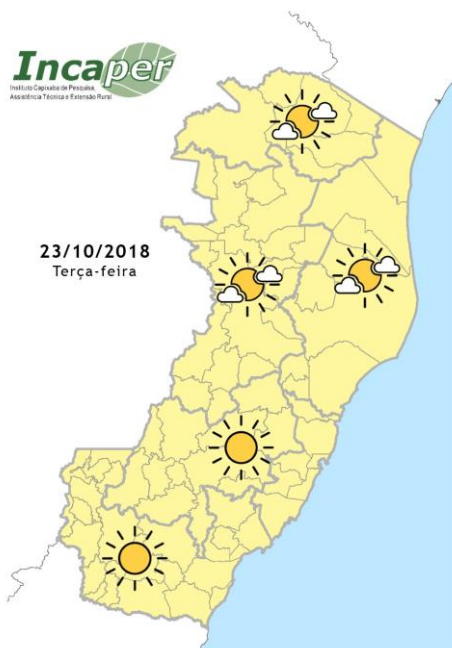 Incaper
Instituto Capixaba de Pesquisa,
Assistência Técnica e Extensão Rural
23/10/2018
Terça-feira